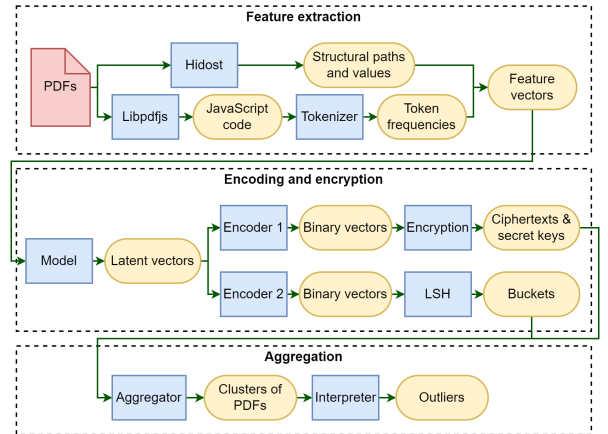 Feature extraction
PDFs
Hidost
Structural paths
and values
Libpdfjs
JavaScript
code
Tokenizer
Token
frequencies
Feature
vectors
Encoding and encryption
Model
Latent vectors
Encoder 1
Binary vectors
Encryption
Ciphertexts &
secret keys
Encoder 2
Binary vectors
LSH
Buckets
Aggregation
Aggregator
Clusters of
PDFs
Interpreter
Outliers